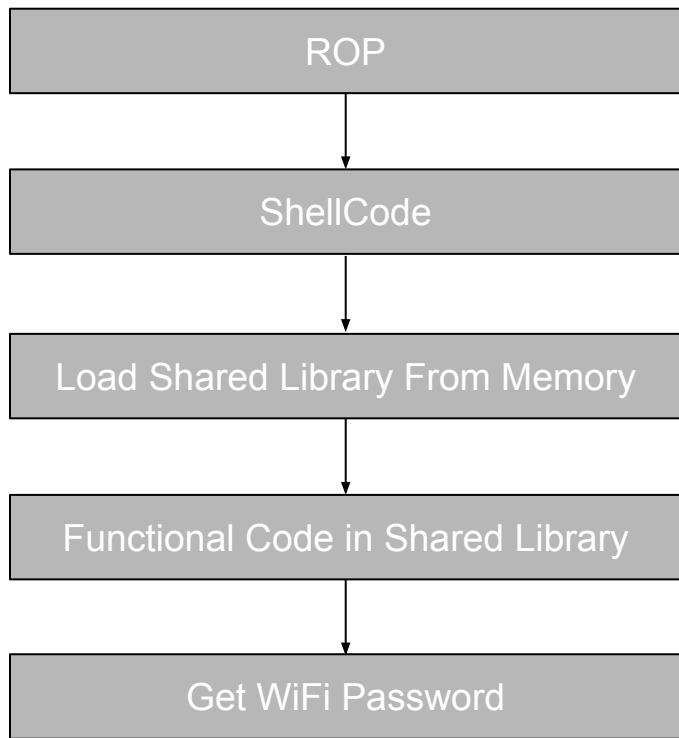 ROP
ShellCode
Load Shared Library From Memory
Functional Code in Shared Library
Get WiFi Password